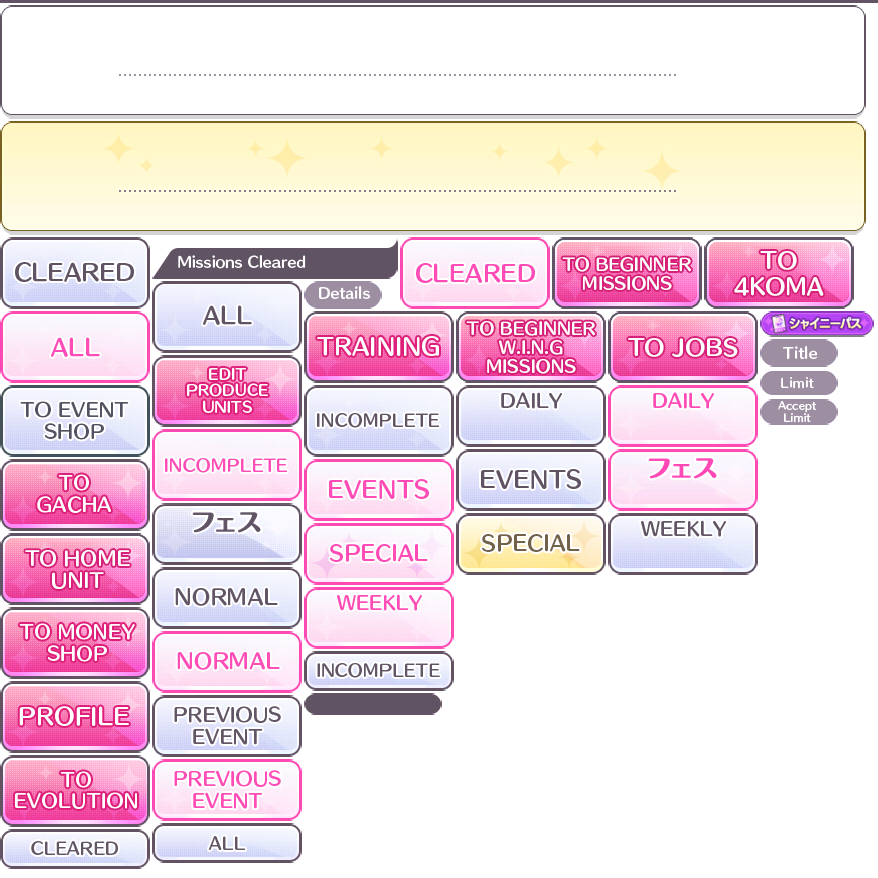 CLEARED
Missions Cleared
CLEARED
TO BEGINNER
MISSIONS
TO
4KOMA
ALL
Details
ALL
TRAINING
TO BEGINNER
W.I.N.G
MISSIONS
TO JOBS
シャイニーパス
Title
Limit
Accept
Limit
EDIT
PRODUCE
UNITS
TO EVENT
SHOP
INCOMPLETE
DAILY
DAILY
INCOMPLETE
TO
GACHA
EVENTS
EVENTS
フェス
フェス
SPECIAL
SPECIAL
WEEKLY
TO HOME
UNIT
NORMAL
WEEKLY
TO MONEY
SHOP
NORMAL
INCOMPLETE
PROFILE
PREVIOUS
EVENT
TO
EVOLUTION
PREVIOUS
EVENT
CLEARED
ALL